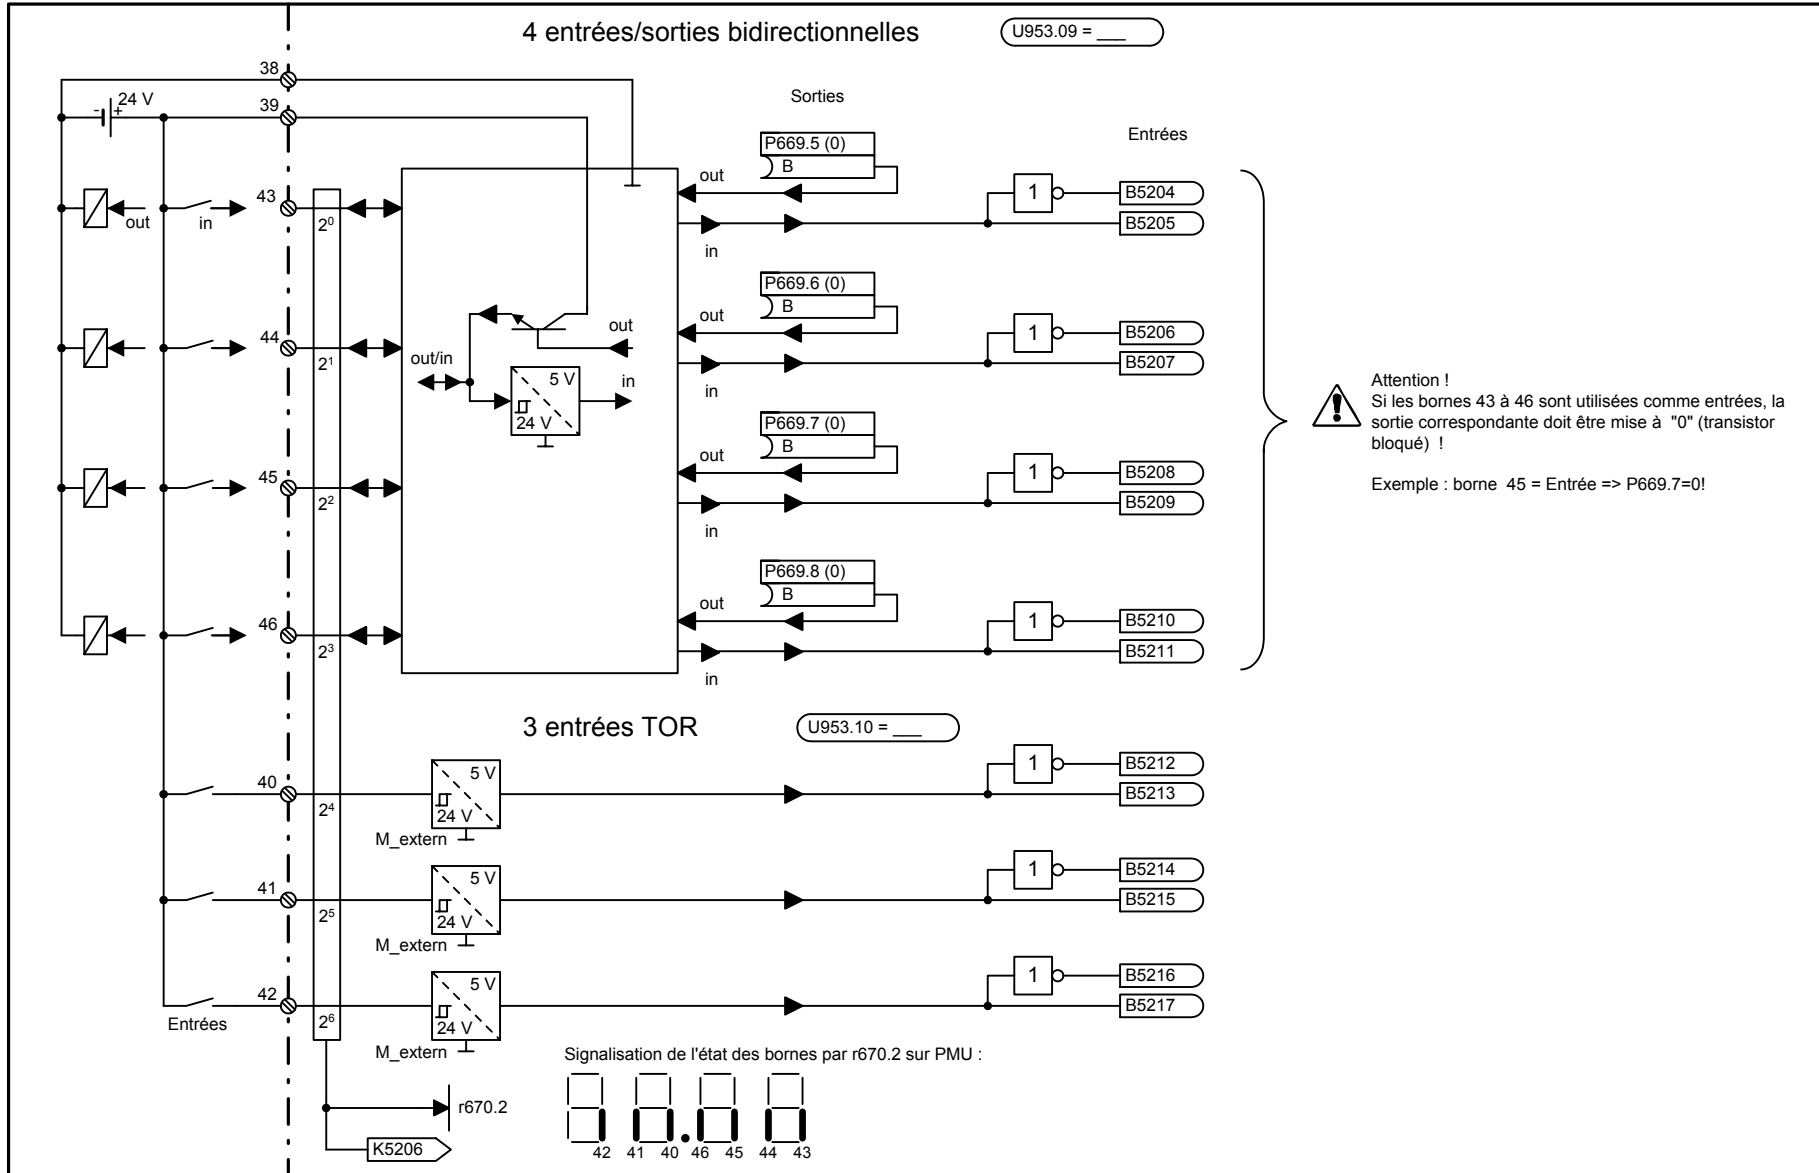 4 entrées/sorties bidirectionnelles
U953.09 = ___
38
24 V
- +
39
Sorties
Entrées
P669.5 (0)
B
out
43
out
in
2⁰
in
1
B5204
B5205
P669.6 (0)
B
out
44
2¹
in
1
B5206
B5207
out
out/in
5 V
24 V
in
P669.7 (0)
B
out
45
2²
in
1
B5208
B5209
P669.8 (0)
B
out
46
2³
in
1
B5210
B5211
Attention !
Si les bornes 43 à 46 sont utilisées comme entrées, la
sortie correspondante doit être mise à "0" (transistor
bloqué) !
Exemple : borne 45 = Entrée => P669.7=0!
3 entrées TOR
U953.10 = ___
40
2⁴
5 V
24 V
M_extern
1
B5212
B5213
41
2⁵
5 V
24 V
M_extern
1
B5214
B5215
42
Entrées
2⁶
5 V
24 V
M_extern
1
B5216
B5217
Signalisation de l'état des bornes par r670.2 sur PMU :
r670.2
K5206
42 41 40 46 45 44 43